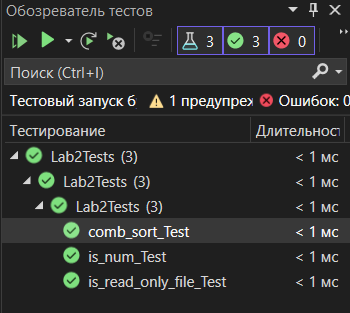 Обозреватель тестов
3 3 0
Поиск (Ctrl+I)
Тестовый запуск б 1 предупреж Ошибок: 0
Тестирование Длительност
Lab2Tests (3) < 1 мс
Lab2Tests (3) < 1 мс
Lab2Tests (3) < 1 мс
comb_sort_Test < 1 мс
is_num_Test < 1 мс
is_read_only_file_Test < 1 мс